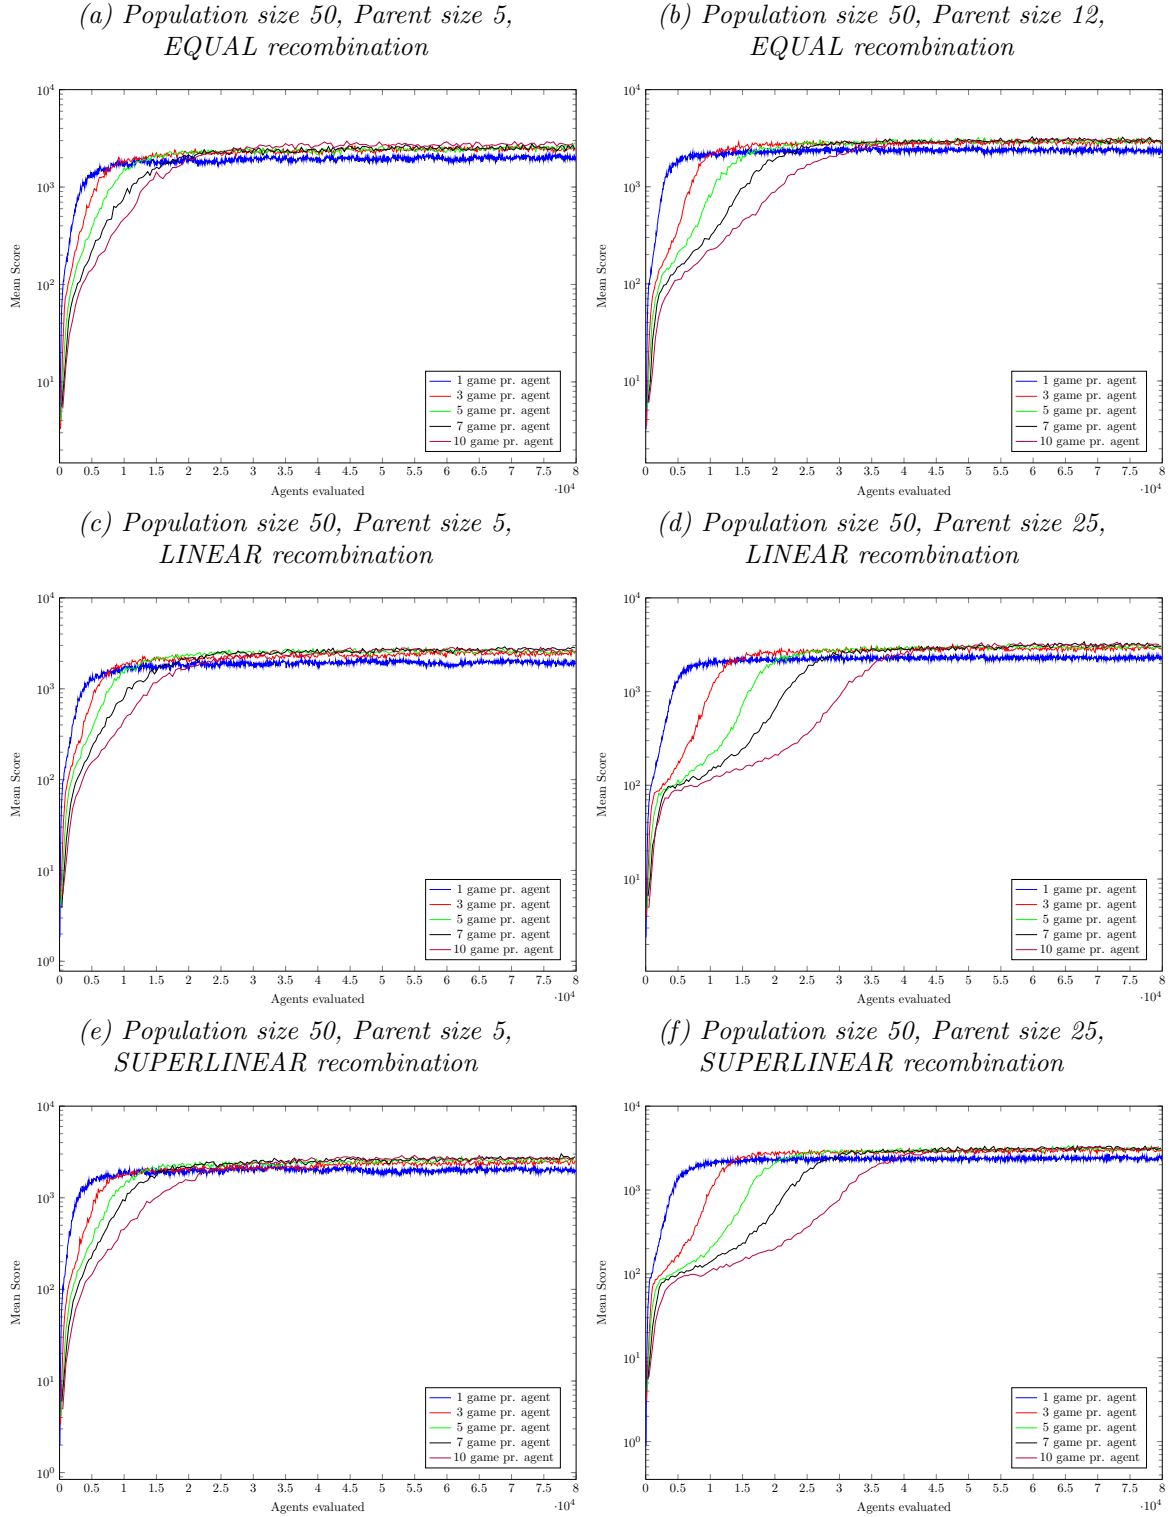 (a) Population size 50, Parent size 5,
EQUAL recombination
10^4
10^3
10^2
10^1
Mean Score
1 game pr. agent
3 game pr. agent
5 game pr. agent
7 game pr. agent
10 game pr. agent
0 0.5 1 1.5 2 2.5 3 3.5 4 4.5 5 5.5 6 6.5 7 7.5 8
Agents evaluated
·10^4
(b) Population size 50, Parent size 12,
EQUAL recombination
10^4
10^3
10^2
10^1
Mean Score
1 game pr. agent
3 game pr. agent
5 game pr. agent
7 game pr. agent
10 game pr. agent
0 0.5 1 1.5 2 2.5 3 3.5 4 4.5 5 5.5 6 6.5 7 7.5 8
Agents evaluated
·10^4
(c) Population size 50, Parent size 5,
LINEAR recombination
10^4
10^3
10^2
10^1
10^0
Mean Score
1 game pr. agent
3 game pr. agent
5 game pr. agent
7 game pr. agent
10 game pr. agent
0 0.5 1 1.5 2 2.5 3 3.5 4 4.5 5 5.5 6 6.5 7 7.5 8
Agents evaluated
·10^4
(d) Population size 50, Parent size 25,
LINEAR recombination
10^4
10^3
10^2
10^1
Mean Score
1 game pr. agent
3 game pr. agent
5 game pr. agent
7 game pr. agent
10 game pr. agent
0 0.5 1 1.5 2 2.5 3 3.5 4 4.5 5 5.5 6 6.5 7 7.5 8
Agents evaluated
·10^4
(e) Population size 50, Parent size 5,
SUPERLINEAR recombination
10^4
10^3
10^2
10^1
10^0
Mean Score
1 game pr. agent
3 game pr. agent
5 game pr. agent
7 game pr. agent
10 game pr. agent
0 0.5 1 1.5 2 2.5 3 3.5 4 4.5 5 5.5 6 6.5 7 7.5 8
Agents evaluated
·10^4
(f) Population size 50, Parent size 25,
SUPERLINEAR recombination
10^4
10^3
10^2
10^1
10^0
Mean Score
1 game pr. agent
3 game pr. agent
5 game pr. agent
7 game pr. agent
10 game pr. agent
0 0.5 1 1.5 2 2.5 3 3.5 4 4.5 5 5.5 6 6.5 7 7.5 8
Agents evaluated
·10^4